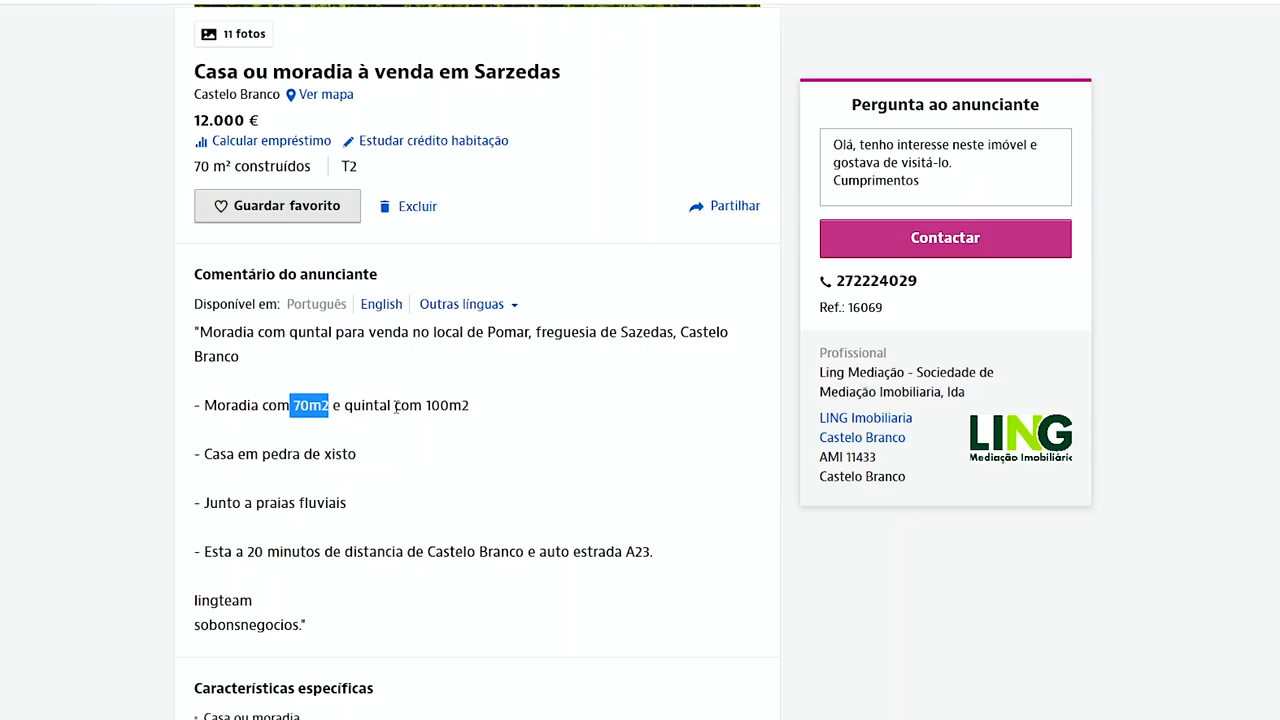 11 fotos
Casa ou moradia à venda em Sarzedas
Castelo Branco Ver mapa
12.000 €
Calcular empréstimo Estudar crédito habitação
70 m² construídos T2
Guardar favorito Excluir Partilhar
Comentário do anunciante
Disponível em: Português English Outras línguas
"Moradia com quntal para venda no local de Pomar, freguesia de Sazedas, Castelo
Branco
- Moradia com 70m2 e quintal com 100m2
- Casa em pedra de xisto
- Junto a praias fluviais
- Esta a 20 minutos de distancia de Castelo Branco e auto estrada A23.
lingteam
sobonsnegocios."
Características específicas
Casa ou moradia
Pergunta ao anunciante
Olá, tenho interesse neste imóvel e
gostava de visitá-lo.
Cumprimentos
Contactar
272224029
Ref.: 16069
Profissional
Ling Mediação - Sociedade de
Mediação Imobiliaria, lda
LING Imobiliaria
Castelo Branco
AMI 11433
Castelo Branco
LING
Mediação Imobiliáric